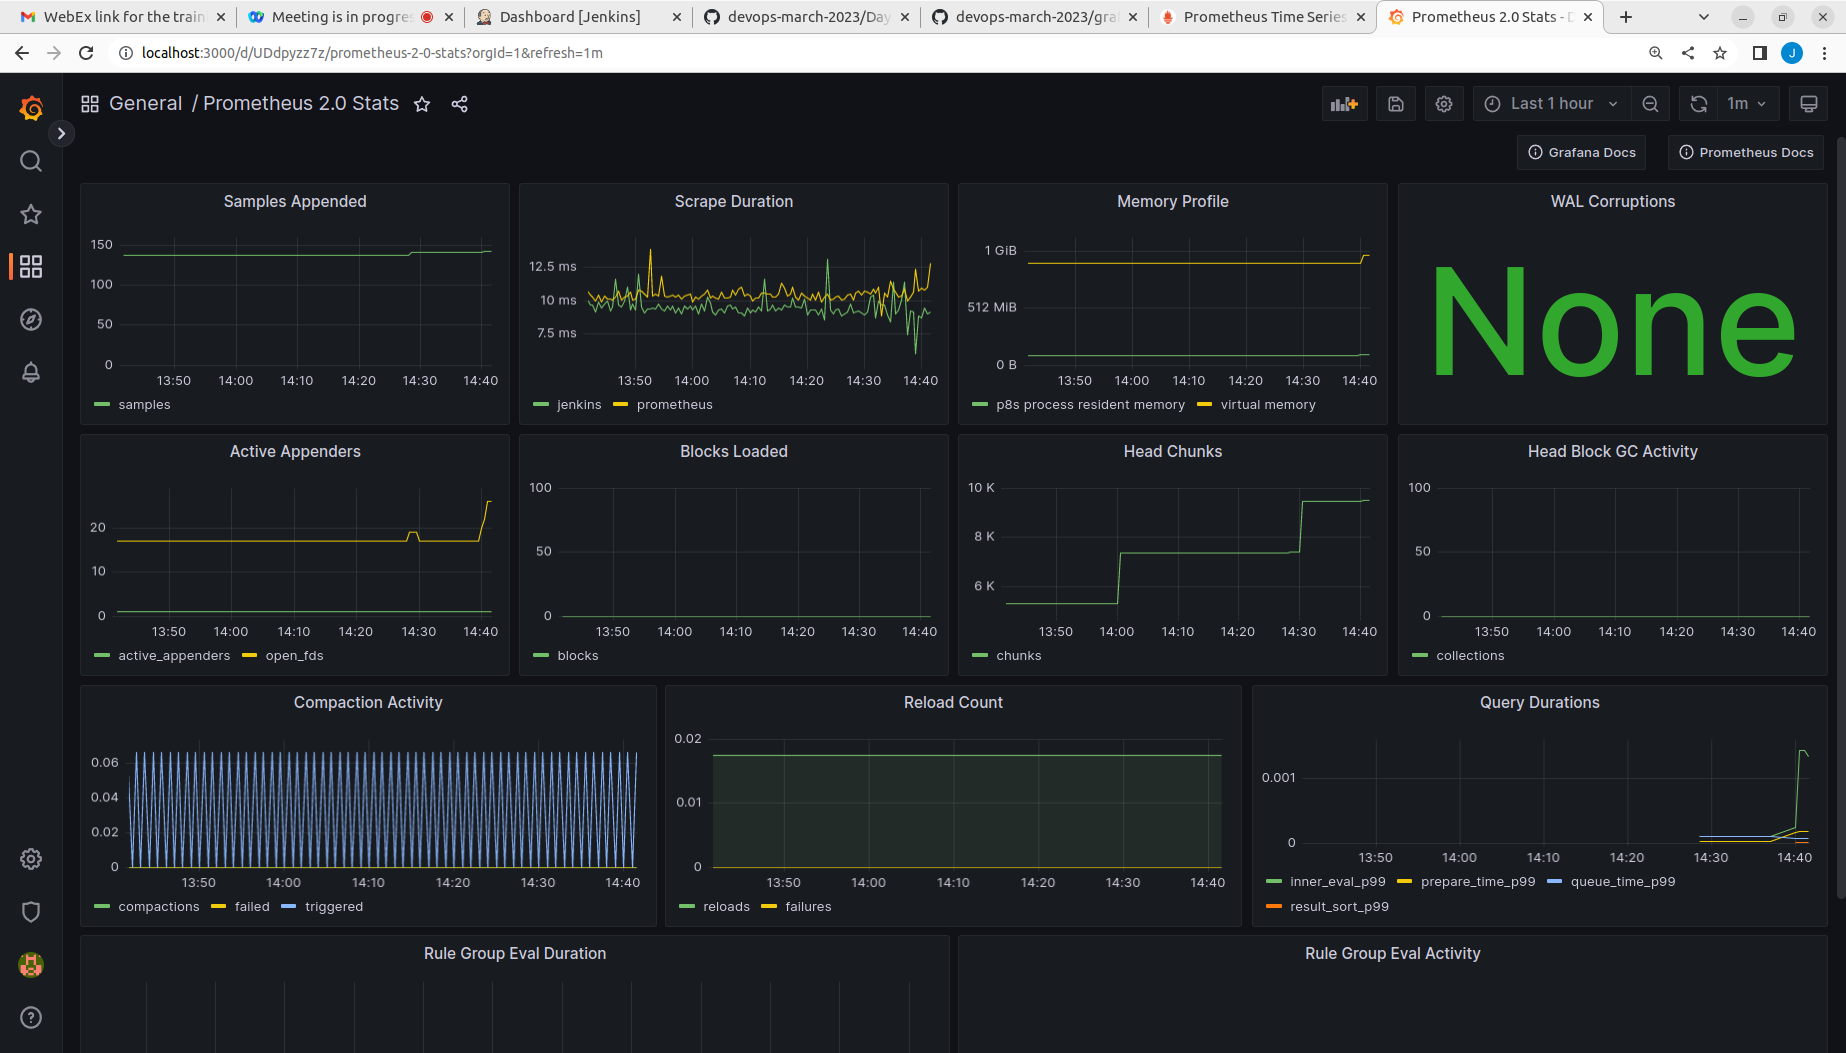 WebEx link for the train
Meeting is in progres
Dashboard [Jenkins]
devops-march-2023/Day
devops-march-2023/gra
Prometheus Time Series
Prometheus 2.0 Stats - D
localhost:3000/d/UDdpyzz7z/prometheus-2-0-stats?orgId=1&refresh=1m
J
General / Prometheus 2.0 Stats
Last 1 hour
1m
Grafana Docs
Prometheus Docs
Samples Appended
150
100
50
0
13:50 14:00 14:10 14:20 14:30 14:40
samples
Scrape Duration
12.5 ms
10 ms
7.5 ms
13:50 14:00 14:10 14:20 14:30 14:40
jenkins prometheus
Memory Profile
1 GiB
512 MiB
0 B
13:50 14:00 14:10 14:20 14:30 14:40
p8s process resident memory virtual memory
WAL Corruptions
None
Active Appenders
20
10
0
13:50 14:00 14:10 14:20 14:30 14:40
active_appenders open_fds
Blocks Loaded
100
50
0
13:50 14:00 14:10 14:20 14:30 14:40
blocks
Head Chunks
10 K
8 K
6 K
13:50 14:00 14:10 14:20 14:30 14:40
chunks
Head Block GC Activity
100
50
0
13:50 14:00 14:10 14:20 14:30 14:40
collections
Compaction Activity
0.06
0.04
0.02
0
13:50 14:00 14:10 14:20 14:30 14:40
compactions failed triggered
Reload Count
0.02
0.01
0
13:50 14:00 14:10 14:20 14:30 14:40
reloads failures
Query Durations
0.001
0
13:50 14:00 14:10 14:20 14:30 14:40
inner_eval_p99 prepare_time_p99 queue_time_p99
result_sort_p99
Rule Group Eval Duration
Rule Group Eval Activity